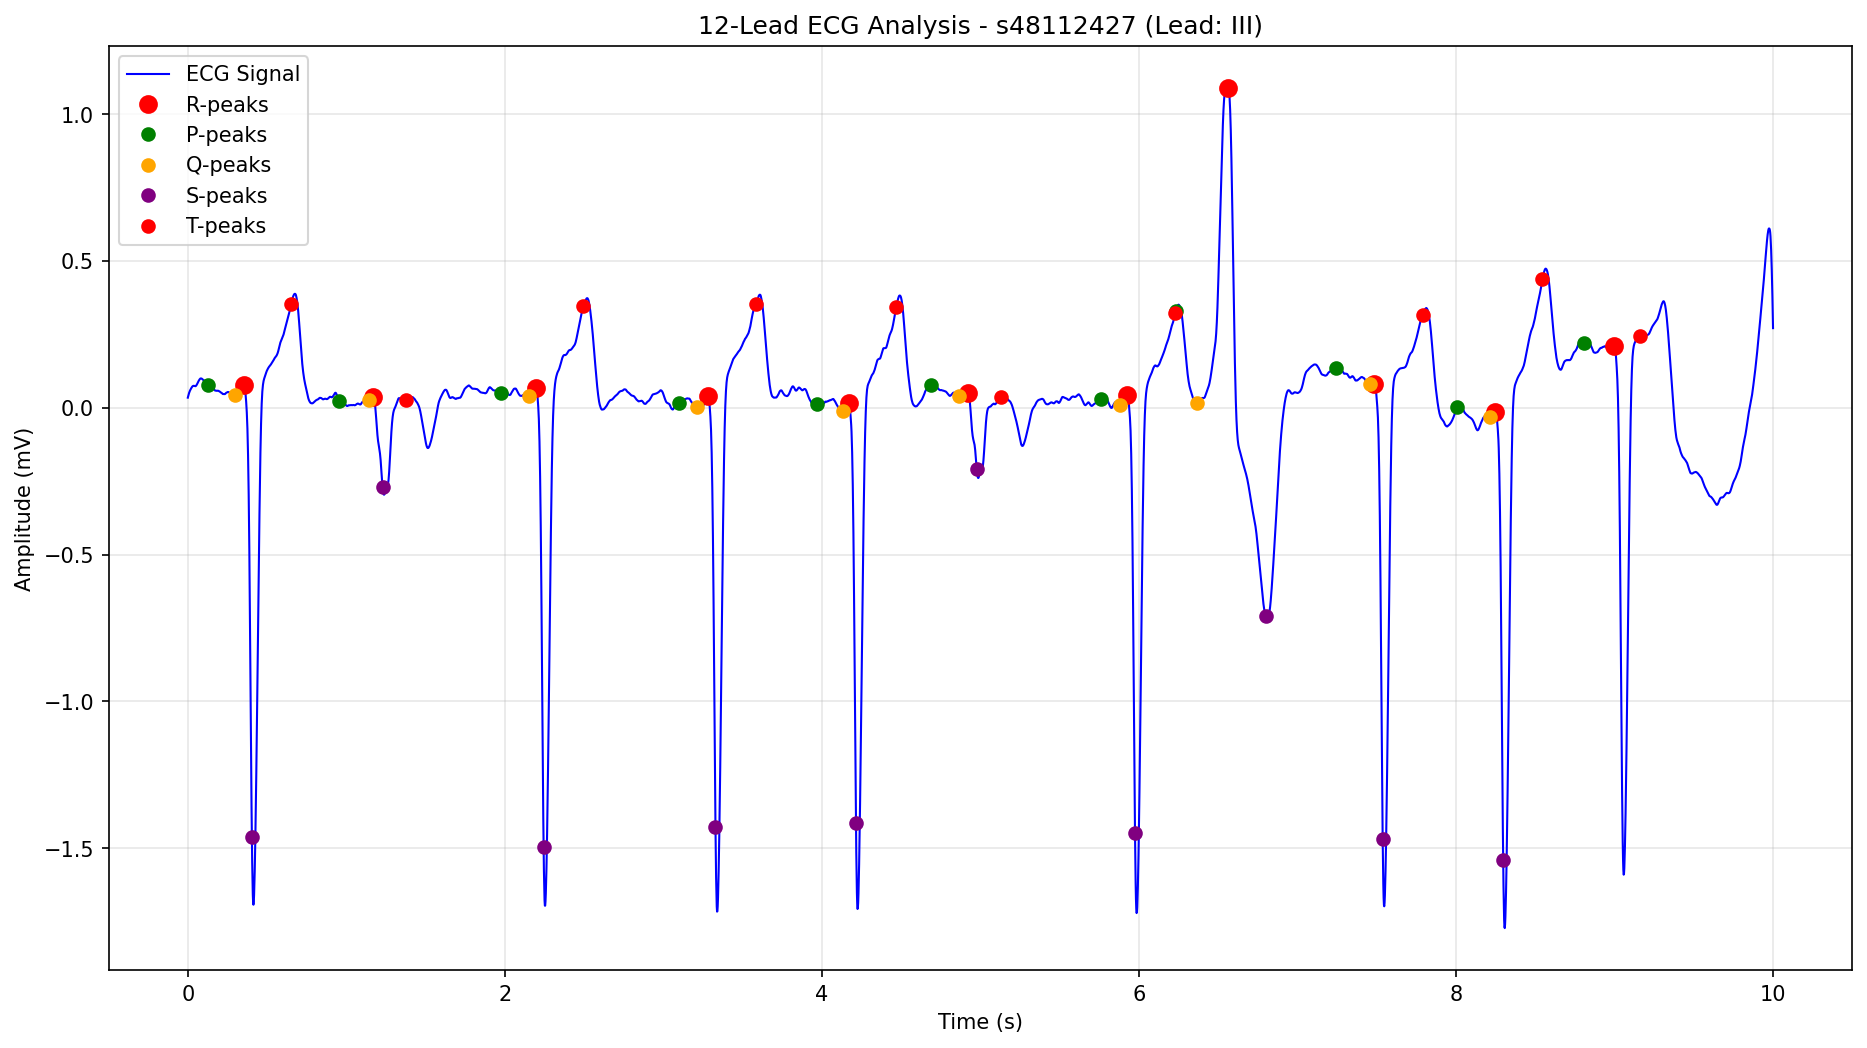 12-Lead ECG Analysis - s48112427 (Lead: III)
ECG Signal
R-peaks
P-peaks
Q-peaks
S-peaks
T-peaks
1.0
0.5
0.0
−0.5
−1.0
−1.5
Amplitude (mV)
0 2 4 6 8 10
Time (s)